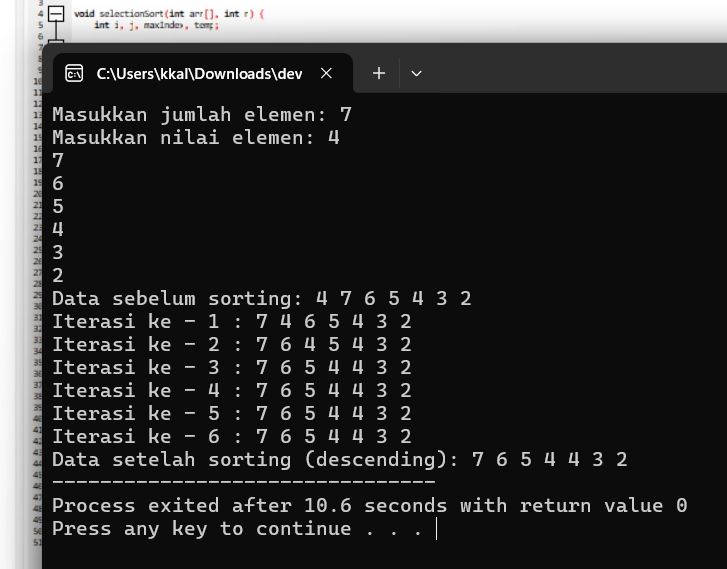 void selectionSort(int arr[], int r) {
int i, j, maxIndex, temp;
C:\Users\kkal\Downloads\dev
Masukkan jumlah elemen: 7
Masukkan nilai elemen: 4
7
6
5
4
3
2
Data sebelum sorting: 4 7 6 5 4 3 2
Iterasi ke - 1 : 7 4 6 5 4 3 2
Iterasi ke - 2 : 7 6 4 5 4 3 2
Iterasi ke - 3 : 7 6 5 4 4 3 2
Iterasi ke - 4 : 7 6 5 4 4 3 2
Iterasi ke - 5 : 7 6 5 4 4 3 2
Iterasi ke - 6 : 7 6 5 4 4 3 2
Data setelah sorting (descending): 7 6 5 4 4 3 2
--------------------------------
Process exited after 10.6 seconds with return value 0
Press any key to continue . . .